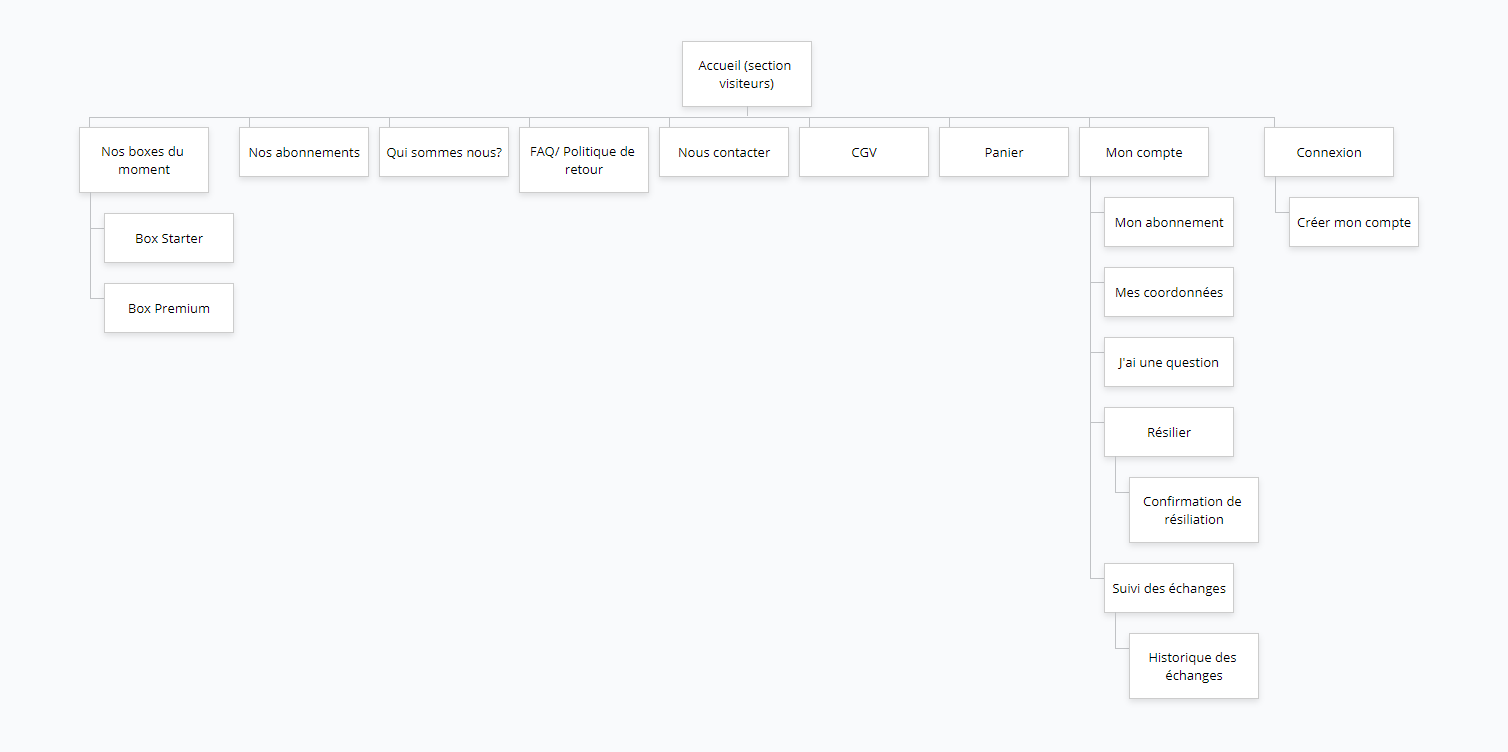 Accueil (section
visiteurs)
Nos boxes du
moment
Nos abonnements
Qui sommes nous?
FAQ/ Politique de
retour
Nous contacter
CGV
Panier
Mon compte
Connexion
Box Starter
Box Premium
Mon abonnement
Mes coordonnées
J'ai une question
Résilier
Confirmation de
résiliation
Suivi des échanges
Historique des
échanges
Créer mon compte